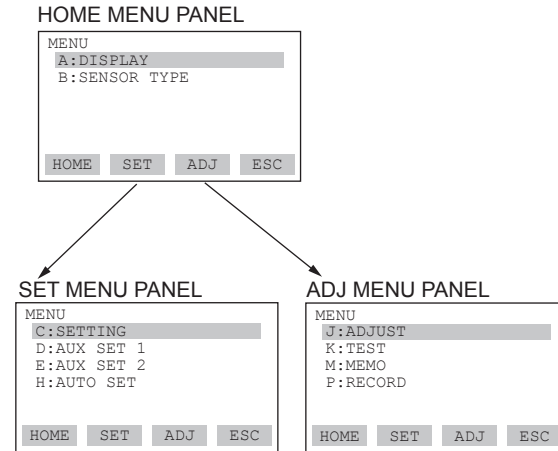 HOME MENU PANEL
MENU
A:DISPLAY
B:SENSOR TYPE
HOME SET ADJ ESC
SET MENU PANEL
MENU
C:SETTING
D:AUX SET 1
E:AUX SET 2
H:AUTO SET
HOME SET ADJ ESC
ADJ MENU PANEL
MENU
J:ADJUST
K:TEST
M:MEMO
P:RECORD
HOME SET ADJ ESC